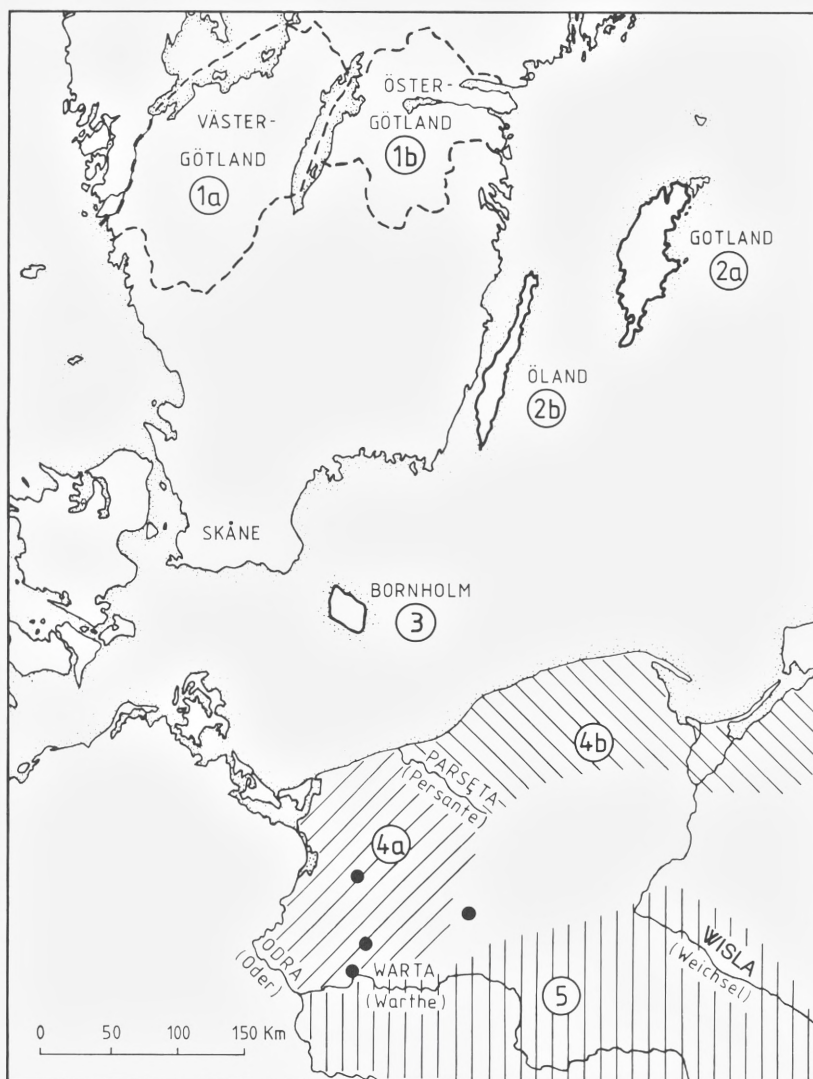 VÄSTER-
GÖTLAND
1a
ÖSTER-
GÖTLAND
1b
GOTLAND
2a
ÖLAND
2b
SKÅNE
BORNHOLM
3
4b
PARSĘTA
(Persante)
4a
ODRA
(Oder)
WARTA
(Warthe)
WISLA
(Weichsel)
5
0 50 100 150 Km